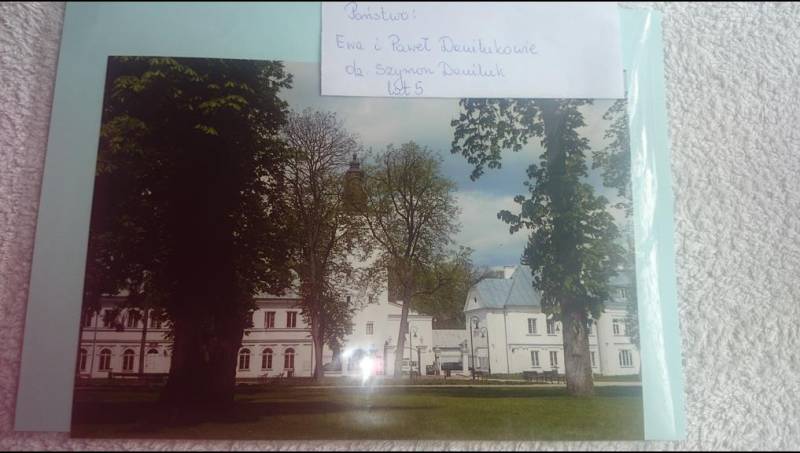 Państwo:
Ewa i Paweł Danilukowie
dz. Szymon Daniluk
lat 5